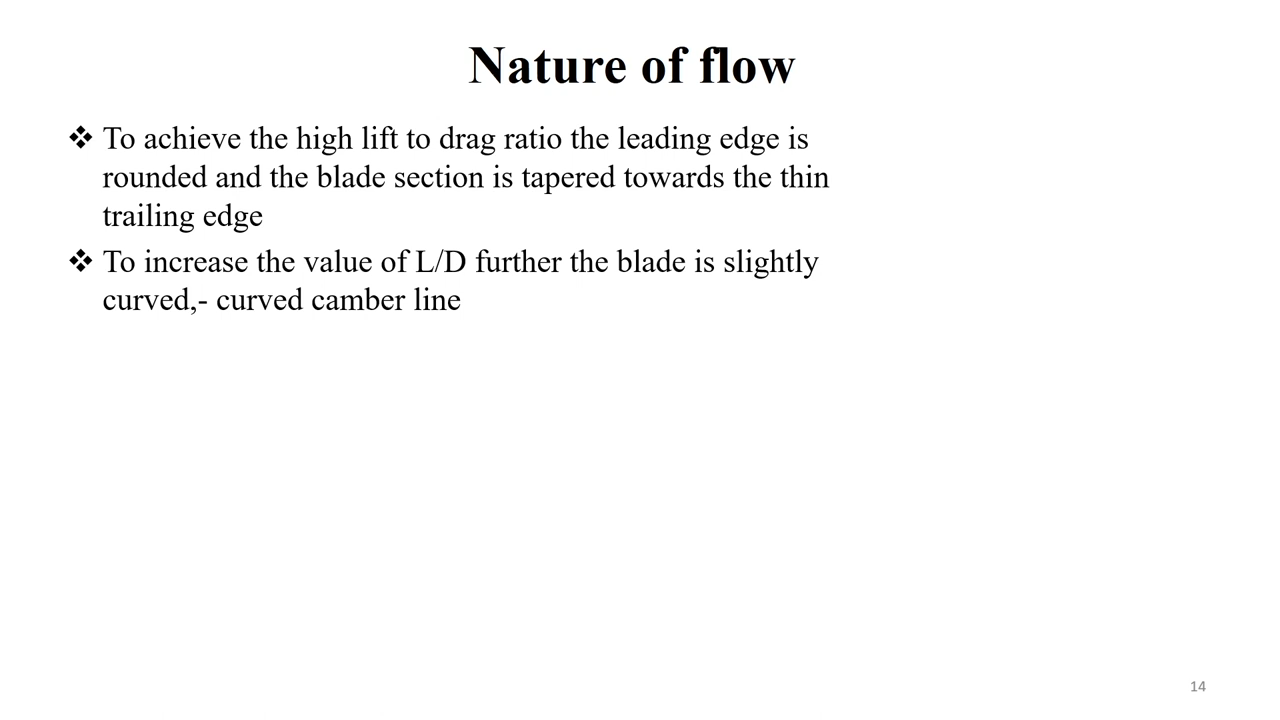 Nature of flow
❖ To achieve the high lift to drag ratio the leading edge is
rounded and the blade section is tapered towards the thin
trailing edge
❖ To increase the value of L/D further the blade is slightly
curved,- curved camber line
14